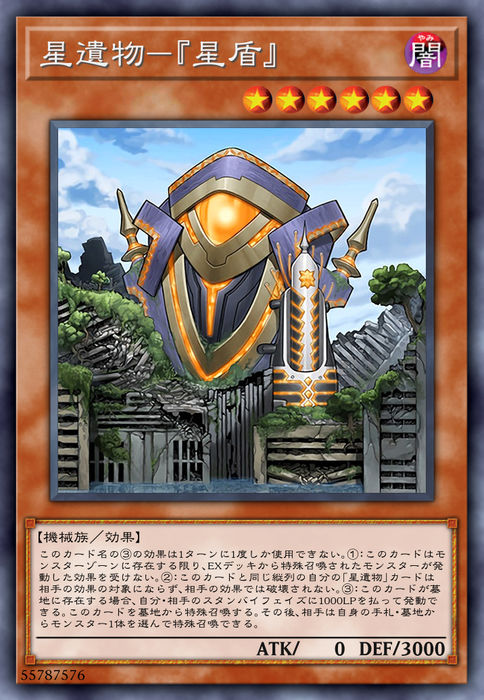 星遺物－『星盾』
やみ
闇
【機械族／効果】
このカード名の③の効果は1ターンに1度しか使用できない。①：このカードはモ
ンスターゾーンに存在する限り、EXデッキから特殊召喚されたモンスターが
発動した効果を受けない。②：このカードと同じ縦列の自分の「星遺物」カードは
相手の効果の対象にならず、相手の効果では破壊されない。③：このカードが墓
地に存在する場合、自分・相手のスタンバイフェイズに1000LPを払って発動でき
る。このカードを墓地から特殊召喚する。その後、相手は自身の手札・墓地か
らモンスター1体を選んで特殊召喚できる。
ATK/ 0 DEF/3000
55787576